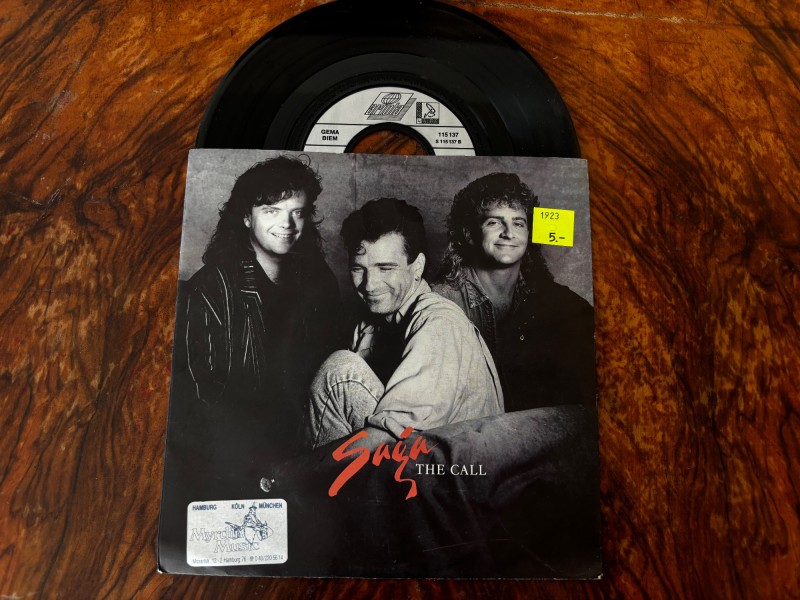 GEMA
BIEM
115 137
S 115 137 B
1923
5.-
Saga
THE CALL
HAMBURG KÖLN MÜNCHEN
Music